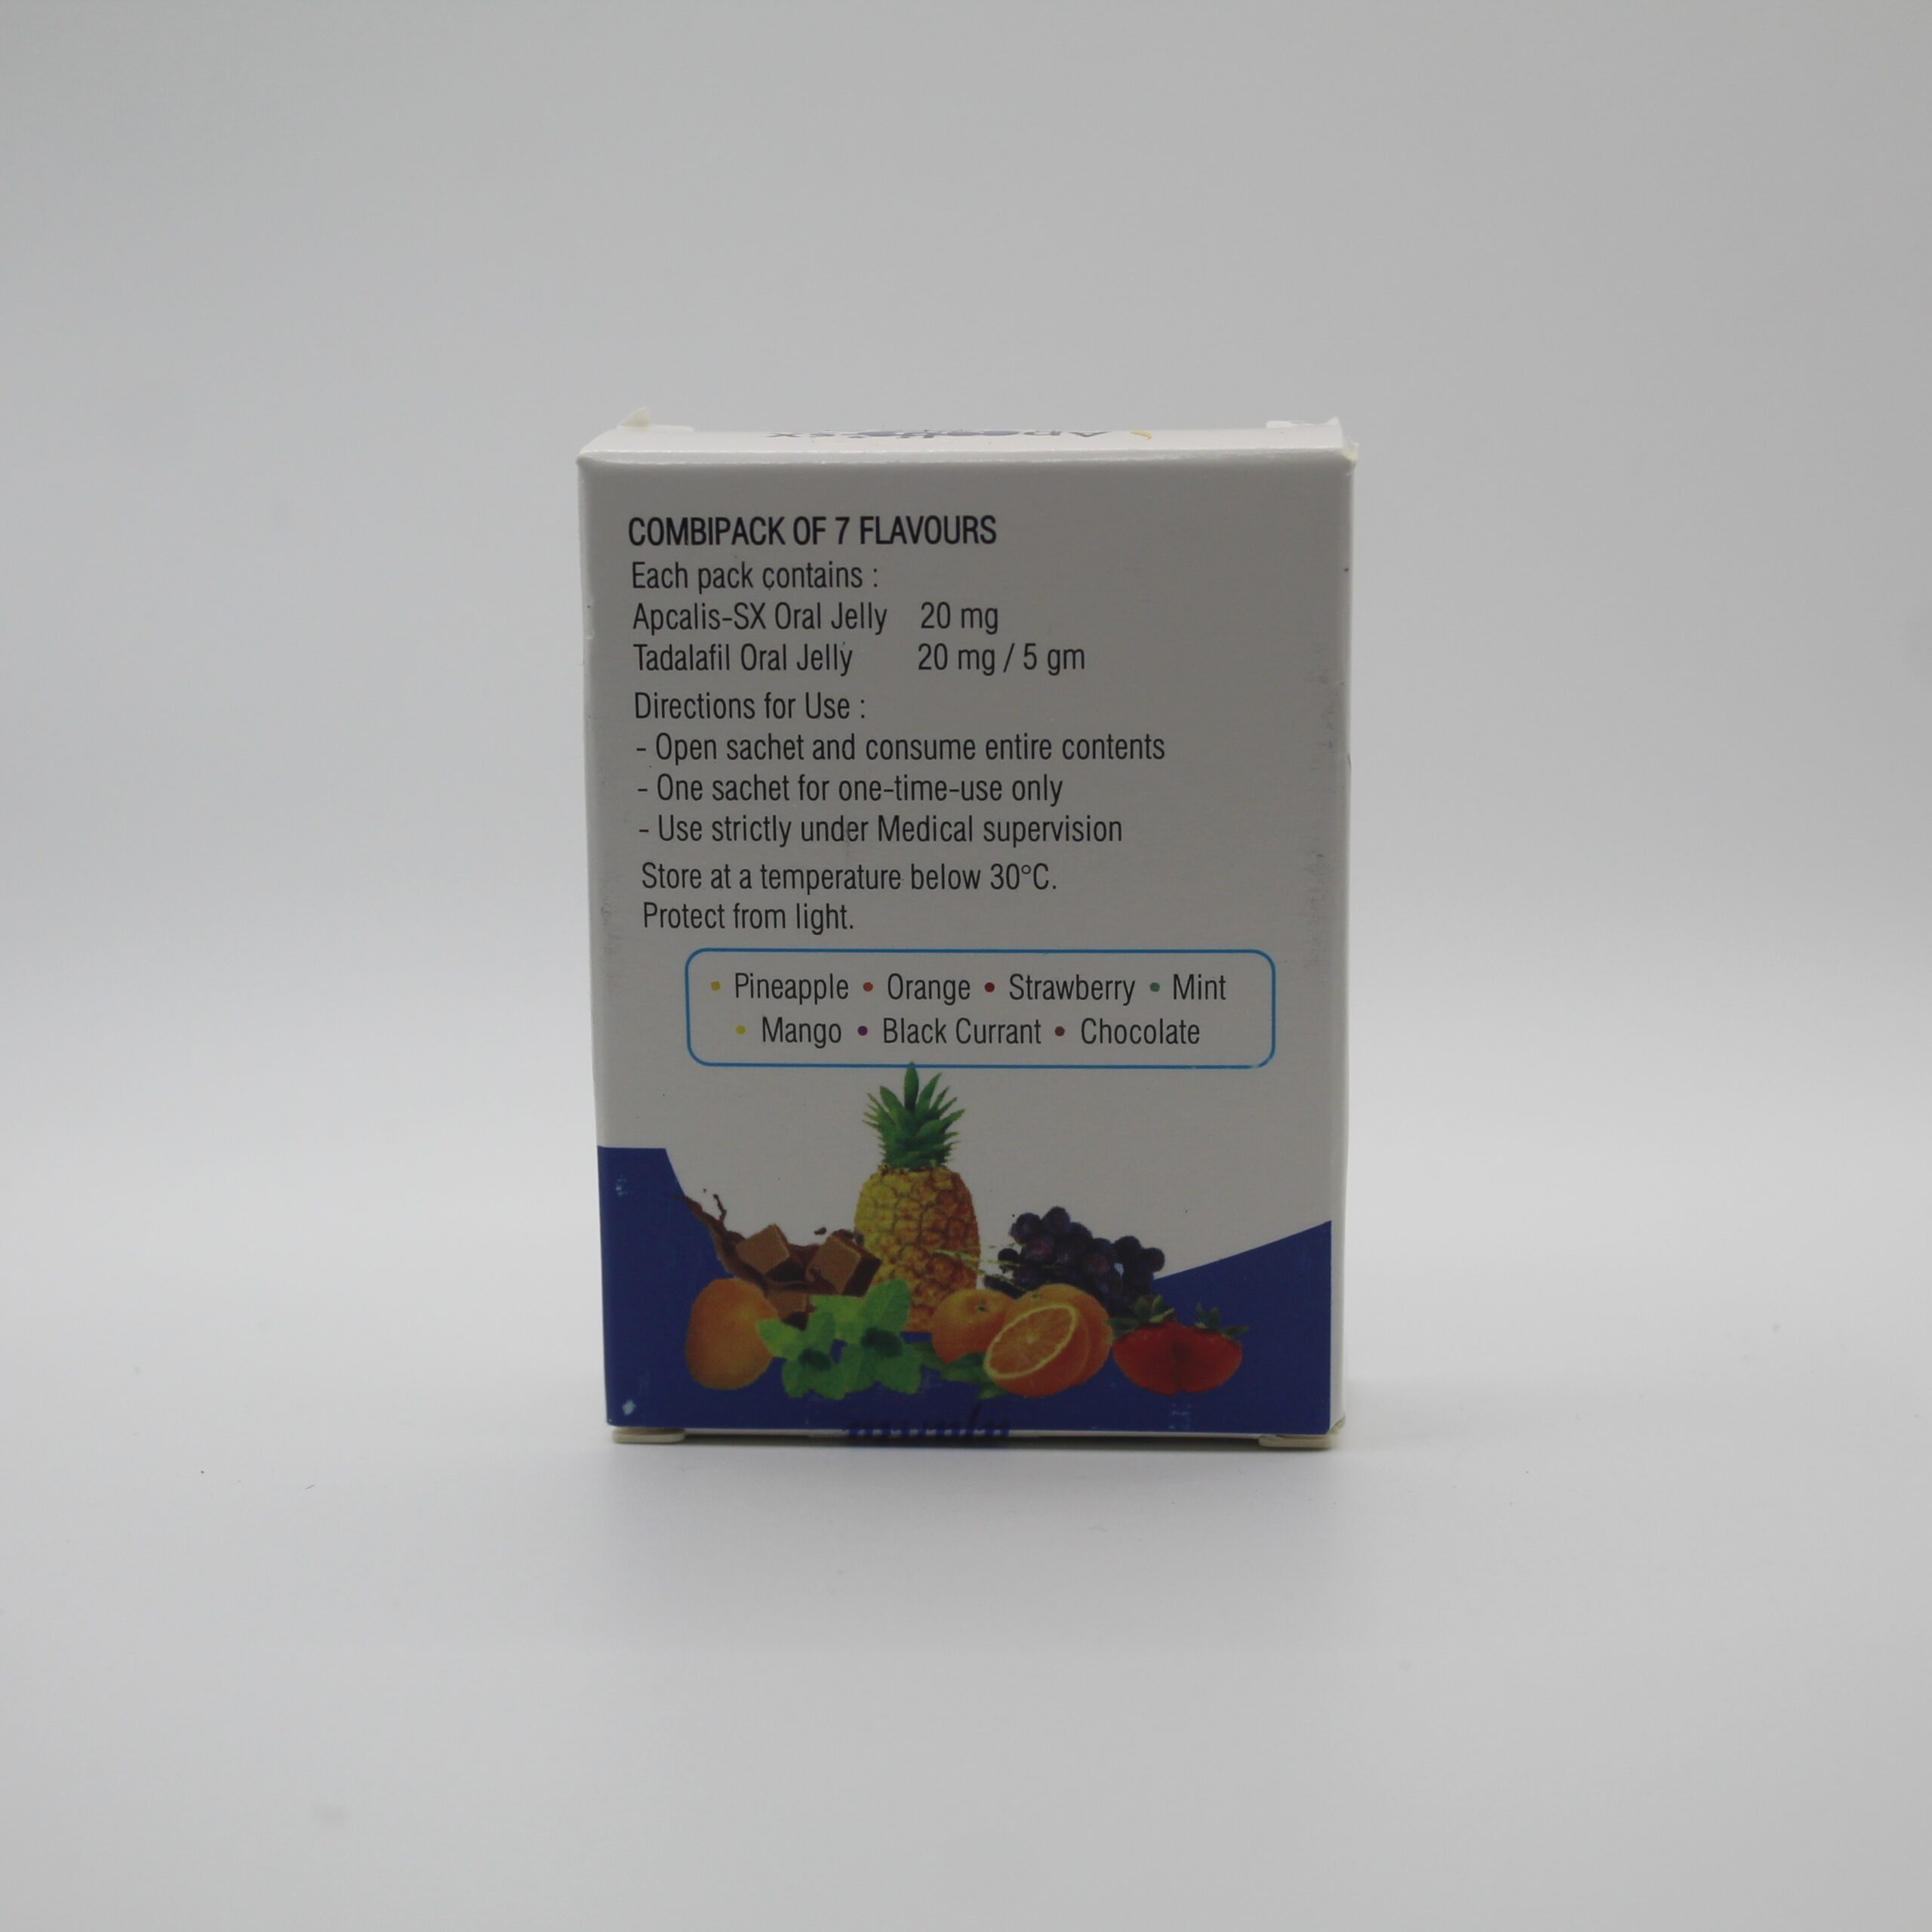 COMBIPACK OF 7 FLAVOURS
Each pack contains :
Apcalis-SX Oral Jelly 20 mg
Tadalafil Oral Jelly 20 mg / 5 gm
Directions for Use :
- Open sachet and consume entire contents
- One sachet for one-time-use only
- Use strictly under Medical supervision
Store at a temperature below 30°C.
Protect from light.
• Pineapple • Orange • Strawberry • Mint
• Mango • Black Currant • Chocolate